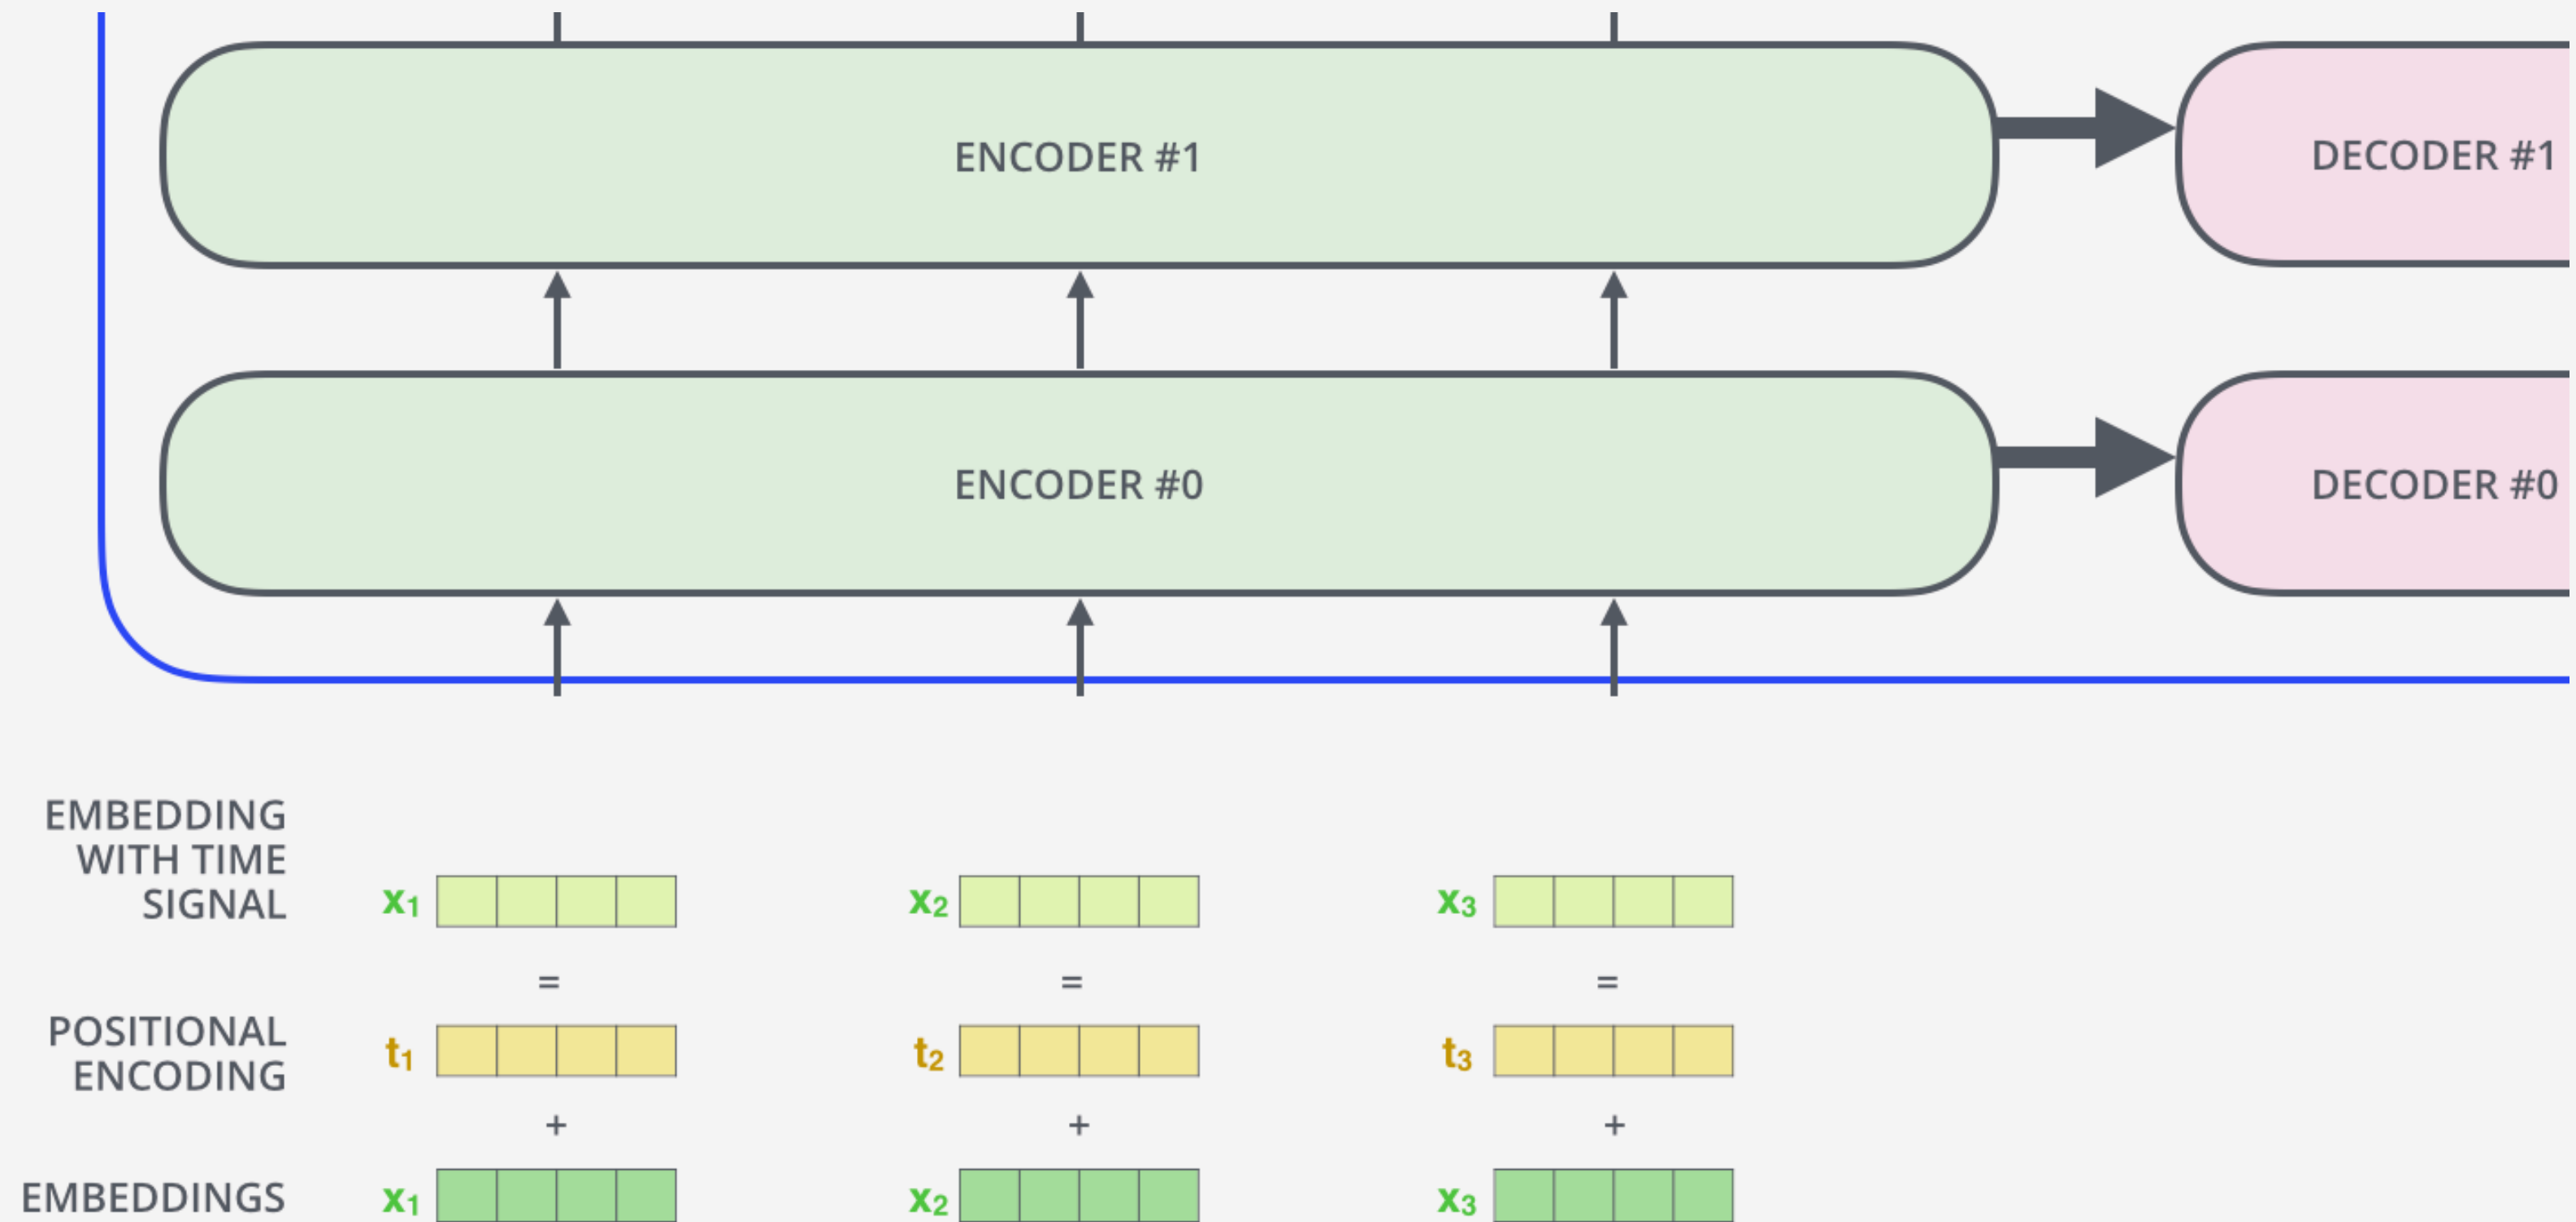 ENCODER #1
DECODER #1
ENCODER #0
DECODER #0
EMBEDDING
WITH TIME
SIGNAL
x₁ x₂ x₃
= = =
POSITIONAL
ENCODING
t₁ t₂ t₃
+ + +
EMBEDDINGS x₁ x₂ x₃